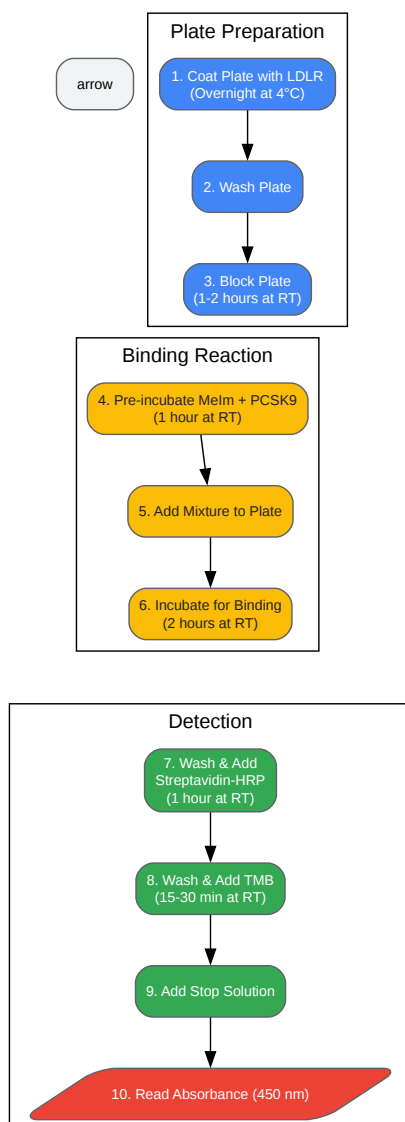 Plate Preparation
arrow
1. Coat Plate with LDLR
(Overnight at 4°C)
2. Wash Plate
3. Block Plate
(1-2 hours at RT)
Binding Reaction
4. Pre-incubate MeIm + PCSK9
(1 hour at RT)
5. Add Mixture to Plate
6. Incubate for Binding
(2 hours at RT)
Detection
7. Wash & Add
Streptavidin-HRP
(1 hour at RT)
8. Wash & Add TMB
(15-30 min at RT)
9. Add Stop Solution
10. Read Absorbance (450 nm)